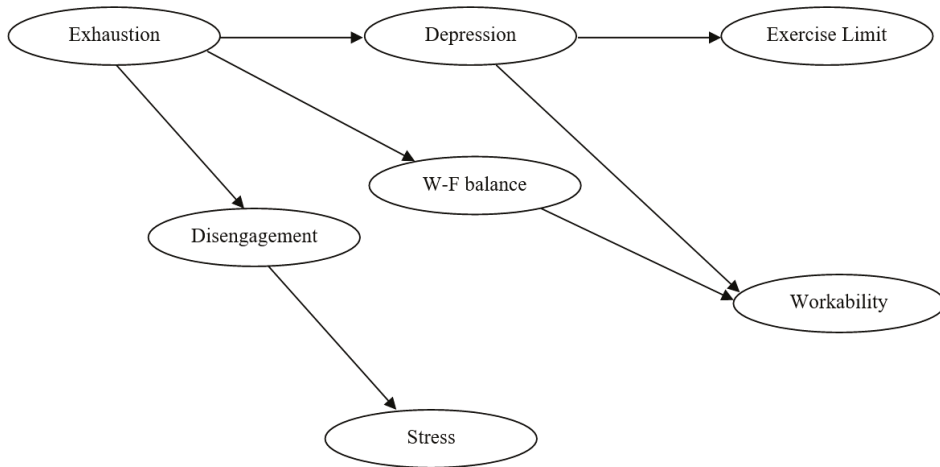 Exhaustion
Depression
Exercise Limit
W-F balance
Disengagement
Workability
Stress